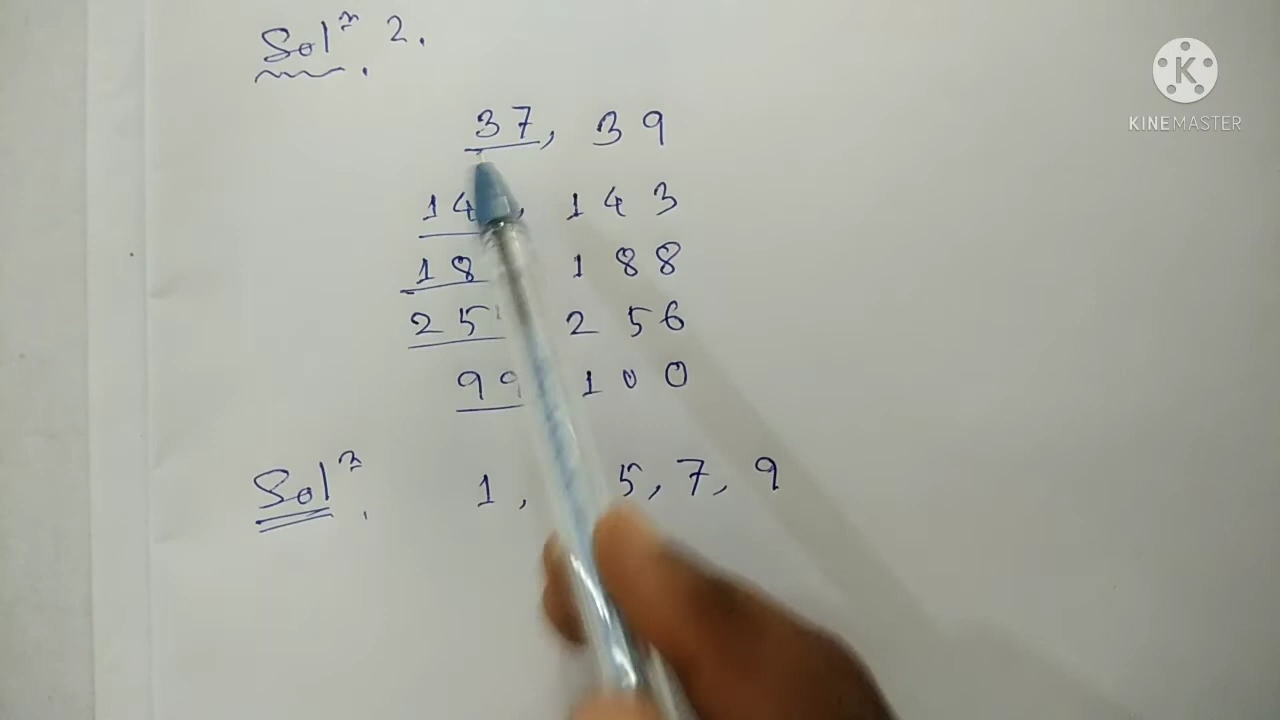 Solⁿ 2.
KINEMASTER
37, 39
14 , 143
18 188
25 256
99 100
Solⁿ. 1, 5, 7, 9